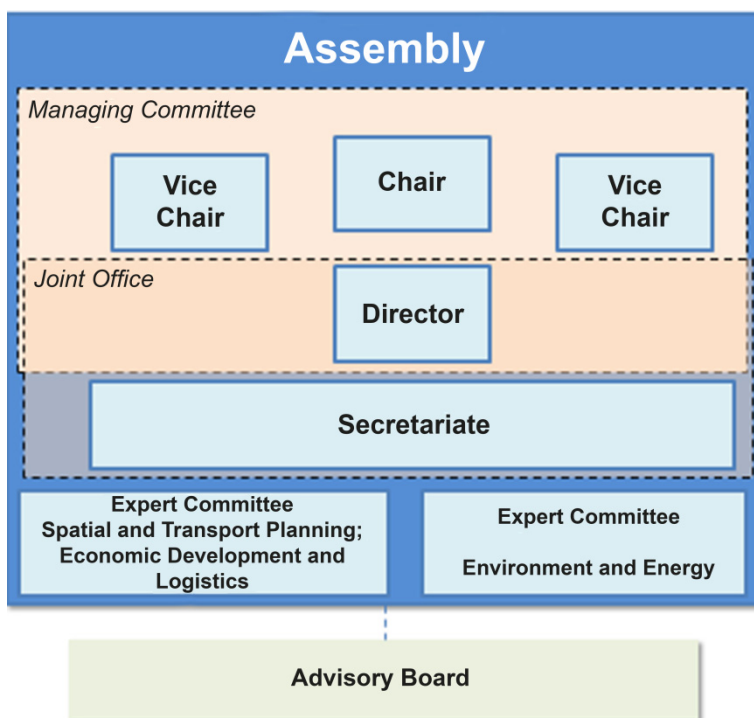 Assembly
Managing Committee
Vice
Chair
Chair
Vice
Chair
Joint Office
Director
Secretariate
Expert Committee
Spatial and Transport Planning;
Economic Development and
Logistics
Expert Committee
Environment and Energy
Advisory Board